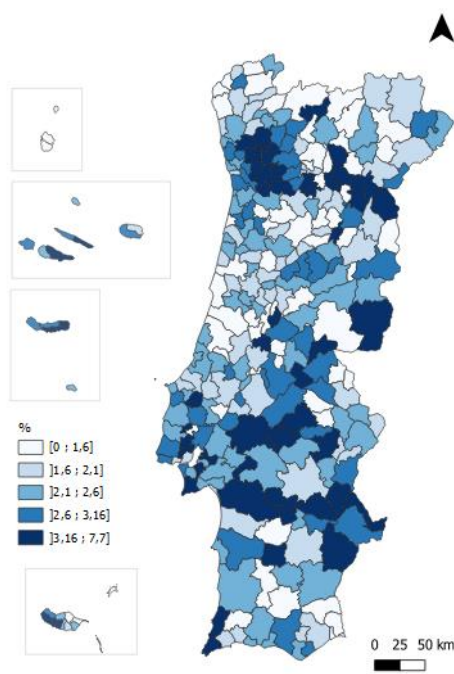 %
[0 ; 1,6]
]1,6 ; 2,1]
]2,1 ; 2,6]
]2,6 ; 3,16]
]3,16 ; 7,7]
0 25 50 km